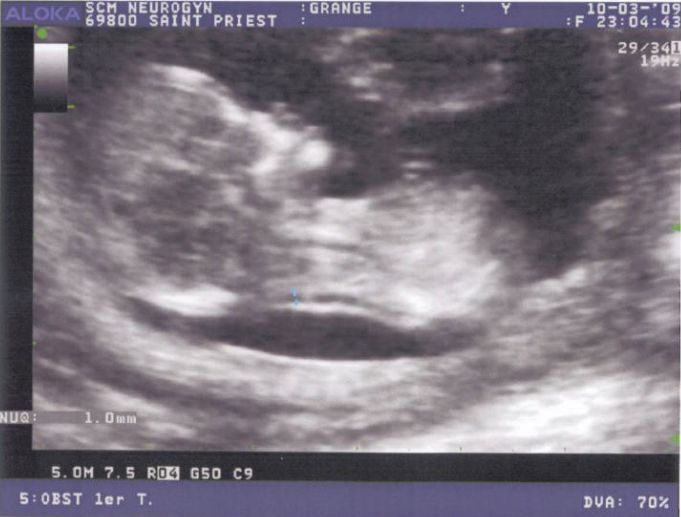 ALOKA SCM NEUROGYN :GRANGE : Y 10-03-'09
69800 SAINT PRIEST : :F 23:04:43
29/341
19Hz
NUQ: 1.0mm
5.0M 7.5 R04 G50 C9
5:OBST 1er T. DVA: 70%